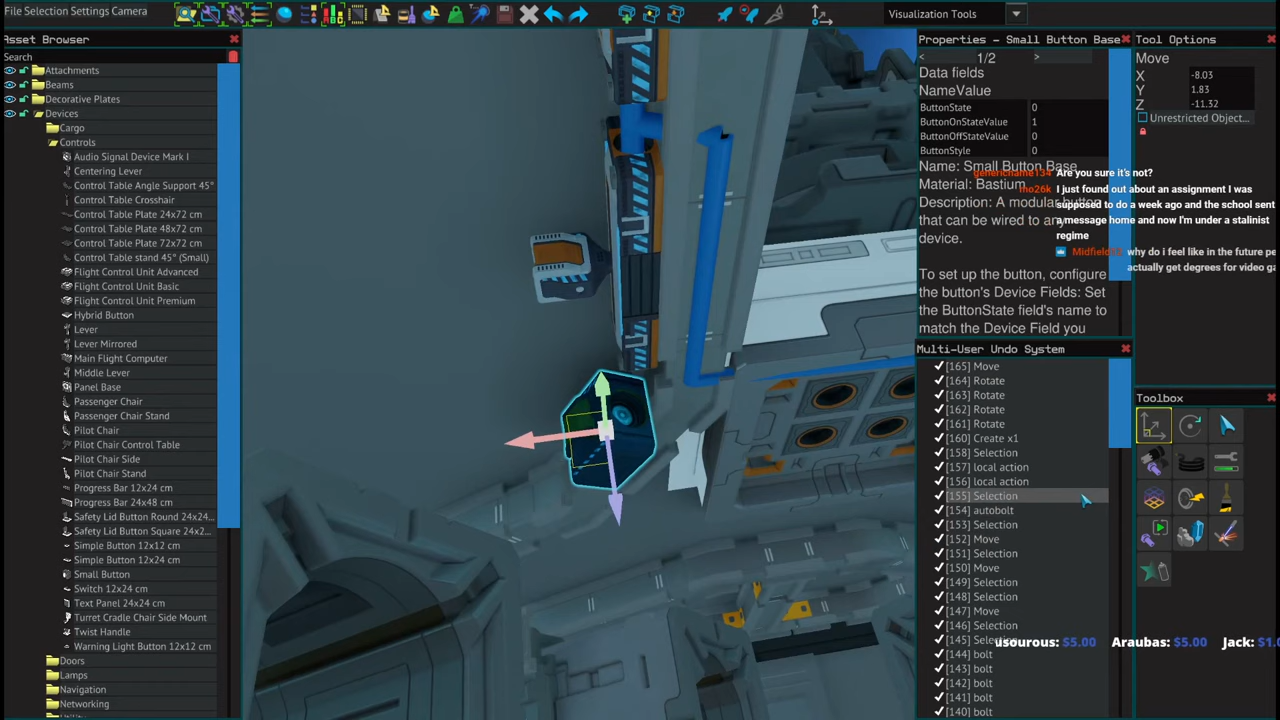 File Selection Settings Camera
Visualization Tools
Asset Browser
Search
Attachments
Beams
Decorative Plates
Devices
Cargo
Controls
Audio Signal Device Mark I
Centering Lever
Control Table Angle Support 45°
Control Table Crosshair
Control Table Plate 24x72 cm
Control Table Plate 48x72 cm
Control Table Plate 72x72 cm
Control Table stand 45° (Small)
Flight Control Unit Advanced
Flight Control Unit Basic
Flight Control Unit Premium
Hybrid Button
Lever
Lever Mirrored
Main Flight Computer
Middle Lever
Panel Base
Passenger Chair
Passenger Chair Stand
Pilot Chair
Pilot Chair Control Table
Pilot Chair Side
Pilot Chair Stand
Progress Bar 12x24 cm
Progress Bar 24x48 cm
Safety Lid Button Round 24x24...
Safety Lid Button Square 24x2...
Simple Button 12x12 cm
Simple Button 12x24 cm
Small Button
Switch 12x24 cm
Text Panel 24x24 cm
Turret Cradle Chair Side Mount
Twist Handle
Warning Light Button 12x12 cm
Doors
Lamps
Navigation
Networking
Properties - Small Button Base
< 1/2 >
Data fields
NameValue
ButtonState 0
ButtonOnStateValue 1
ButtonOffStateValue 0
ButtonStyle 0
Name: Small Button Base
Material: Bastium
Description: A modular button
that can be wired to any
device.
To set up the button, configure
the button's Device Fields: Set
the ButtonState field's name to
match the Device Field you
genericname134 Are you sure it's not?
mo26k I just found out about an assignment I was
supposed to do a week ago and the school sent
a message home and now I'm under a stalinist
regime
why do i feel like in the future pe
actually get degrees for video ga
Tool Options
Move
X -8.03
Y 1.83
Z -11.32
Unrestricted Object...
Multi-User Undo System
[165] Move
[164] Rotate
[163] Rotate
[162] Rotate
[161] Rotate
[160] Create x1
[158] Selection
[157] local action
[156] local action
[155] Selection
[154] autobolt
[153] Selection
[152] Move
[151] Selection
[150] Move
[149] Selection
[148] Selection
[147] Move
[146] Selection
[144] bolt
[143] bolt
[142] bolt
[141] bolt
[140] bolt
Toolbox
usourous: $5.00 Araubas: $5.00 Jack: $1.0